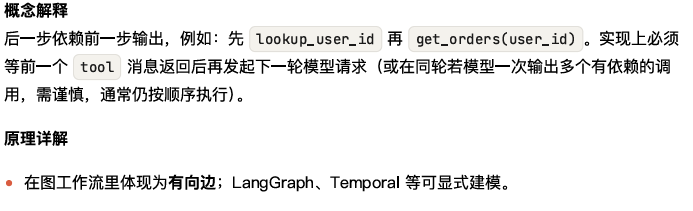 概念解释
后一步依赖前一步输出，例如：先 lookup_user_id 再 get_orders(user_id) 。实现上必须
等前一个 tool 消息返回后再发起下一轮模型请求（或在同轮若模型一次输出多个有依赖的调
用，需谨慎，通常仍按顺序执行）。
原理详解
• 在图工作流里体现为有向边；LangGraph、Temporal 等可显式建模。